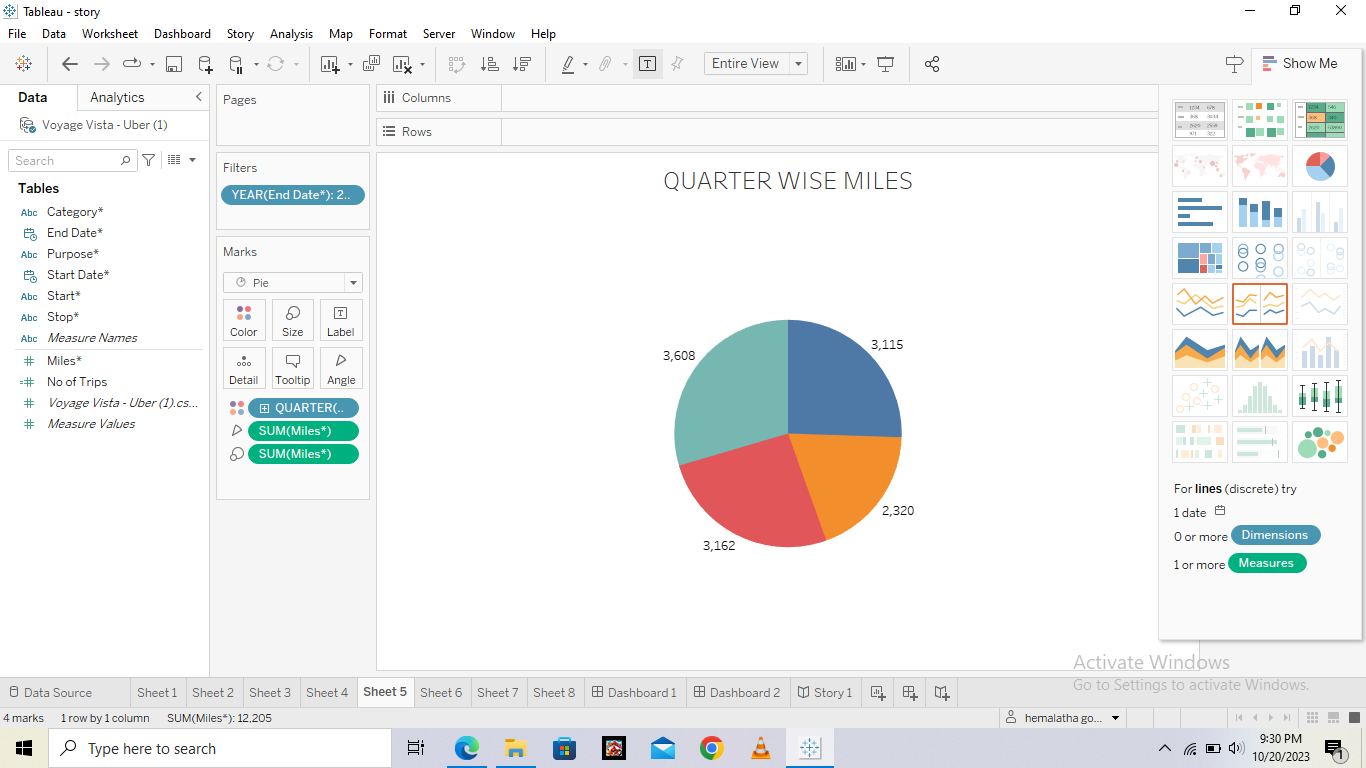 Tableau - story
File Data Worksheet Dashboard Story Analysis Map Format Server Window Help
Entire View
Show Me
Data Analytics
Voyage Vista - Uber (1)
Search
Tables
Abc Category*
End Date*
Abc Purpose*
Start Date*
Abc Start*
Abc Stop*
Abc Measure Names
Miles*
No of Trips
Voyage Vista - Uber (1).cs...
Measure Values
Pages
Filters
YEAR(End Date*): 2..
Marks
Pie
Color Size Label
Detail Tooltip Angle
QUARTER(..
SUM(Miles*)
SUM(Miles*)
Columns
Rows
QUARTER WISE MILES
3,608
3,115
2,320
3,162
For lines (discrete) try
1 date
0 or more Dimensions
1 or more Measures
Activate Windows
Go to Settings to activate Windows.
Data Source Sheet 1 Sheet 2 Sheet 3 Sheet 4 Sheet 5 Sheet 6 Sheet 7 Sheet 8 Dashboard 1 Dashboard 2 Story 1
4 marks 1 row by 1 column SUM(Miles*): 12,205
hemalatha go...
Type here to search
9:30 PM
10/20/2023
1